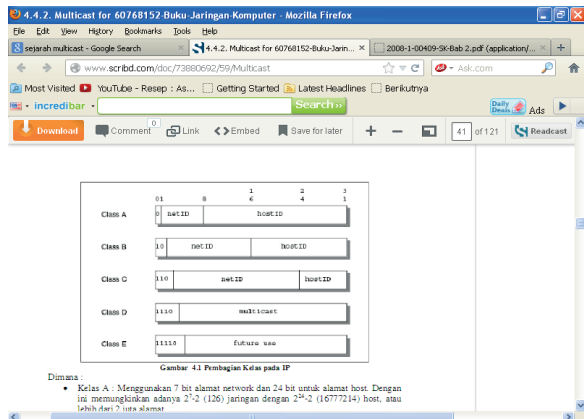 4.4.2. Multicast for 60768152-Buku-Jaringan-Komputer - Mozilla Firefox
File Edit View History Bookmarks Tools Help
sejarah multicast - Google Search × 4.4.2. Multicast for 60768152-Buku-Jarin... × 2008-1-00409-SK-Bab 2.pdf (application/... × +
www.scribd.com/doc/73880692/59/Multicast Ask.com
Most Visited YouTube - Resep : As... Getting Started Latest Headlines Berikutnya
incredibar Search » Daily Deals Ads
Download Comment 0 Link Embed Save for later + − 41 of 121 Readcast
1 2 3
01 8 6 4 1
Class A 0 netID hostID
Class B 10 netID hostID
Class C 110 netID hostID
Class D 1110 multicast
Class E 11110 future use
Gambar 4.1 Pembagian Kelas pada IP
Dimana :
• Kelas A : Menggunakan 7 bit alamat network dan 24 bit untuk alamat host. Dengan
ini memungkinkan adanya 2⁷-2 (126) jaringan dengan 2²⁴-2 (16777214) host, atau
lebih dari 2 juta alamat